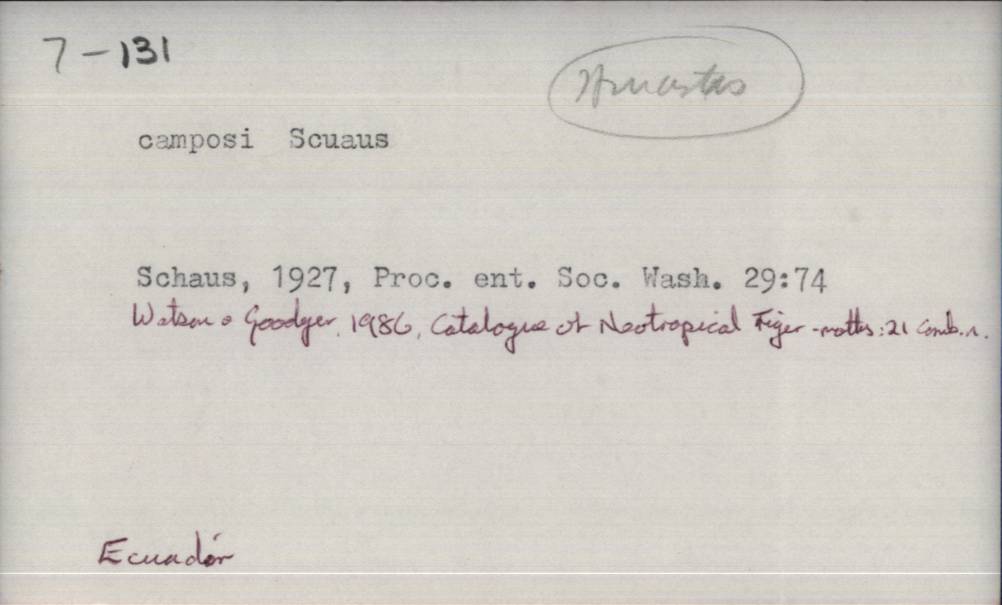 7-131
Amastus
camposi Scuaus
Schaus, 1927, Proc. ent. Soc. Wash. 29:74
Watson & Goodger, 1986, Catalogue of Neotropical Tiger-moths: 21 Comb.n.
Ecuadór